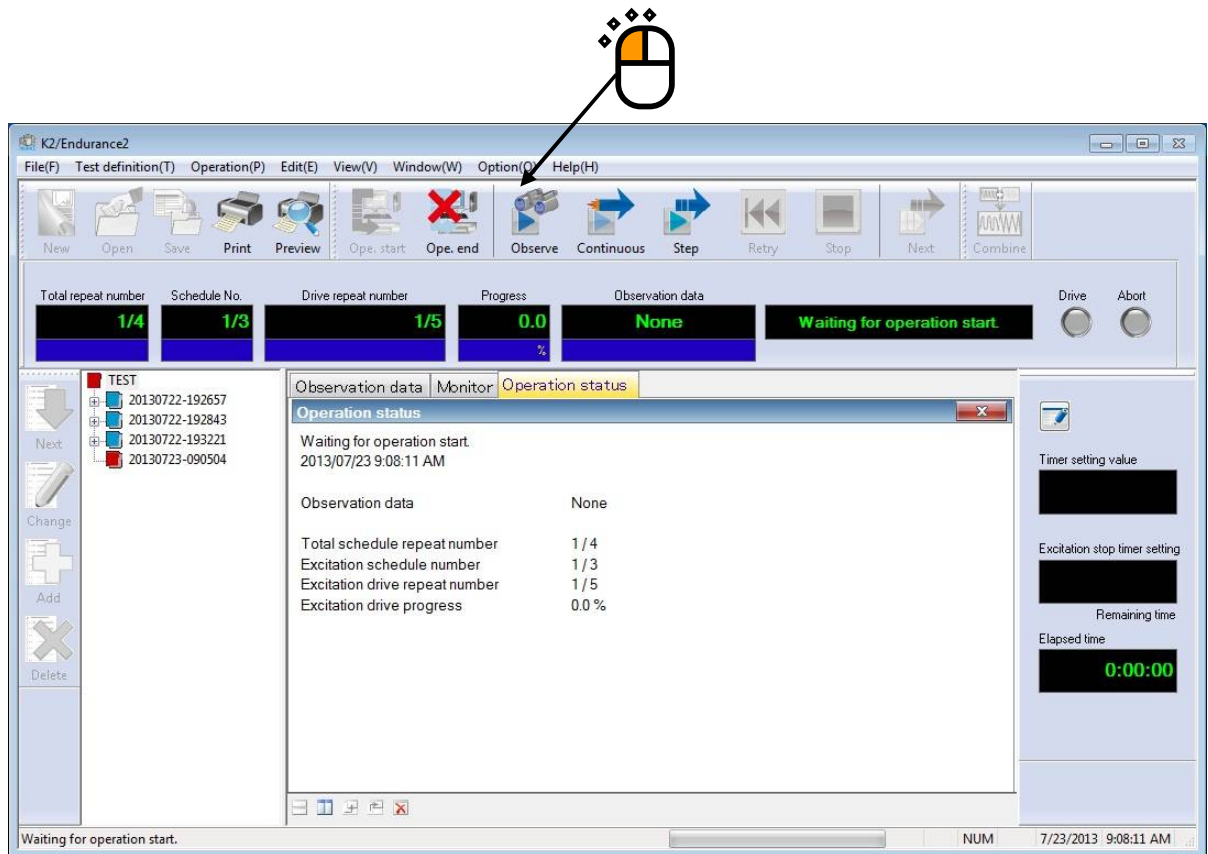 K2/Endurance2
File(F) Test definition(T) Operation(P) Edit(E) View(V) Window(W) Option(O) Help(H)
New Open Save Print Preview Ope. start Ope. end Observe Continuous Step Retry Stop Next Combine
Total repeat number Schedule No. Drive repeat number Progress Observation data Drive Abort
1/4 1/3 1/5 0.0 None Waiting for operation start.
%
TEST
20130722-192657
20130722-192843
20130722-193221
20130723-090504
Next
Change
Add
Delete
Observation data Monitor Operation status
Operation status
Waiting for operation start.
2013/07/23 9:08:11 AM
Observation data None
Total schedule repeat number 1 / 4
Excitation schedule number 1 / 3
Excitation drive repeat number 1 / 5
Excitation drive progress 0.0 %
Timer setting value
Excitation stop timer setting
Remaining time
Elapsed time
0:00:00
Waiting for operation start. NUM 7/23/2013 9:08:11 AM